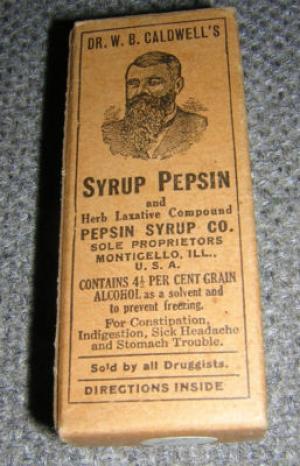 DR. W. B. CALDWELL'S
SYRUP PEPSIN
and
Herb Laxative Compound
PEPSIN SYRUP CO.
SOLE PROPRIETORS
MONTICELLO, ILL.,
U. S. A.
CONTAINS 4½ PER CENT GRAIN
ALCOHOL as a solvent and
to prevent freezing.
For Constipation,
Indigestion, Sick Headache
and Stomach Trouble.
Sold by all Druggists.
DIRECTIONS INSIDE